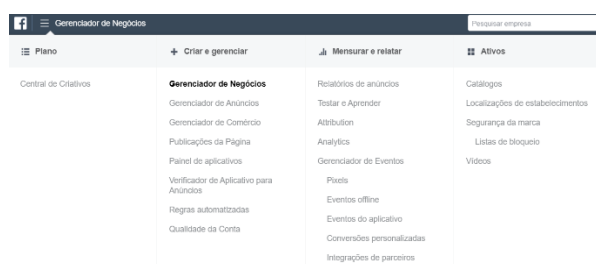 Gerenciador de Negócios
Pesquisar empresa
Plano
Central de Criativos
Criar e gerenciar
Gerenciador de Negócios
Gerenciador de Anúncios
Gerenciador de Comércio
Publicações da Página
Painel de aplicativos
Verificador de Aplicativo para
Anúncios
Regras automatizadas
Qualidade da Conta
Mensurar e relatar
Relatórios de anúncios
Testar e Aprender
Attribution
Analytics
Gerenciador de Eventos
Pixels
Eventos offline
Eventos do aplicativo
Conversões personalizadas
Integrações de parceiros
Ativos
Catálogos
Localizações de estabelecimentos
Segurança da marca
Listas de bloqueio
Vídeos